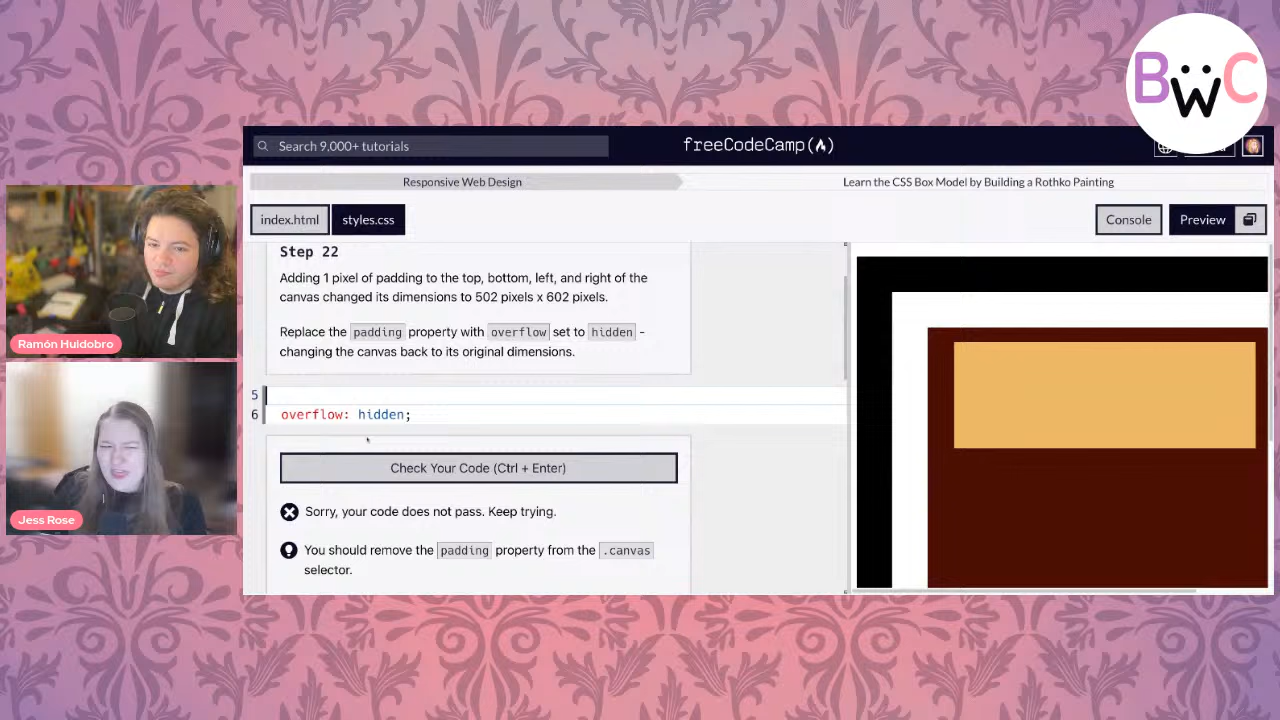 BWC
Search 9,000+ tutorials
freeCodeCamp
Responsive Web Design
Learn the CSS Box Model by Building a Rothko Painting
index.html
styles.css
Console
Preview
Step 22
Adding 1 pixel of padding to the top, bottom, left, and right of the
canvas changed its dimensions to 502 pixels x 602 pixels.
Replace the padding property with overflow set to hidden -
changing the canvas back to its original dimensions.
5
6 overflow: hidden;
Check Your Code (Ctrl + Enter)
Sorry, your code does not pass. Keep trying.
You should remove the padding property from the .canvas
selector.
Ramón Huidobro
Jess Rose